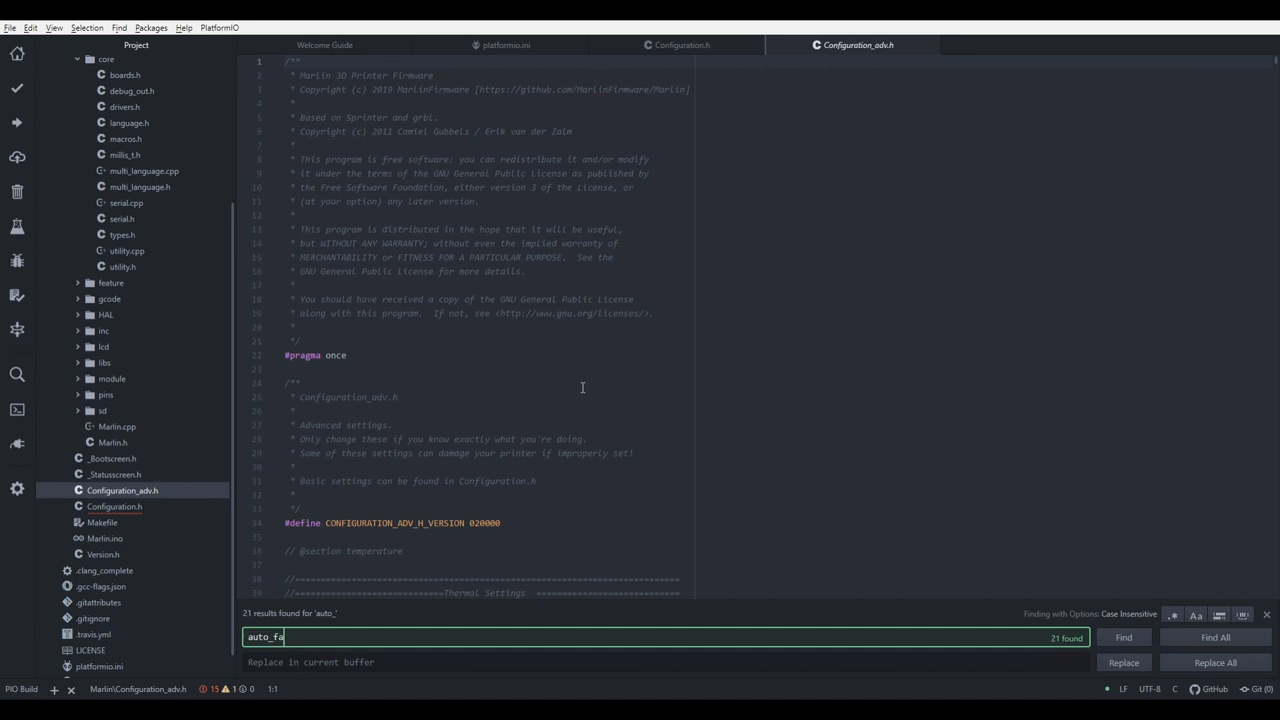 File Edit View Selection Find Packages Help PlatformIO
Project
Welcome Guide
platformio.ini
Configuration.h
Configuration_adv.h
core
boards.h
debug_out.h
drivers.h
language.h
macros.h
millis_t.h
multi_language.cpp
multi_language.h
serial.cpp
serial.h
types.h
utility.cpp
utility.h
feature
gcode
HAL
inc
lcd
libs
module
pins
sd
Marlin.cpp
Marlin.h
_Bootscreen.h
_Statusscreen.h
Configuration_adv.h
Configuration.h
Makefile
Marlin.ino
Version.h
.clang_complete
.gcc-flags.json
.gitattributes
.gitignore
.travis.yml
LICENSE
platformio.ini
1 /**
2 * Marlin 3D Printer Firmware
3 * Copyright (c) 2019 MarlinFirmware [https://github.com/MarlinFirmware/Marlin]
4 *
5 * Based on Sprinter and grbl.
6 * Copyright (c) 2011 Camiel Gubbels / Erik van der Zalm
7 *
8 * This program is free software: you can redistribute it and/or modify
9 * it under the terms of the GNU General Public License as published by
10 * the Free Software Foundation, either version 3 of the License, or
11 * (at your option) any later version.
12 *
13 * This program is distributed in the hope that it will be useful,
14 * but WITHOUT ANY WARRANTY; without even the implied warranty of
15 * MERCHANTABILITY or FITNESS FOR A PARTICULAR PURPOSE.  See the
16 * GNU General Public License for more details.
17 *
18 * You should have received a copy of the GNU General Public License
19 * along with this program.  If not, see <http://www.gnu.org/licenses/>.
20 *
21 */
22 #pragma once
23
24 /**
25 * Configuration_adv.h
26 *
27 * Advanced settings.
28 * Only change these if you know exactly what you're doing.
29 * Some of these settings can damage your printer if improperly set!
30 *
31 * Basic settings can be found in Configuration.h
32 *
33 */
34 #define CONFIGURATION_ADV_H_VERSION 020000
35
36 // @section temperature
37
38 //===========================================================================
39 //============================Thermal Settings  ============================
21 results found for 'auto_'
Finding with Options: Case Insensitive
.* Aa
auto_fa
21 found
Find
Find All
Replace in current buffer
Replace
Replace All
PIO Build + × Marlin\Configuration_adv.h 15 1 0 1:1
LF UTF-8 C GitHub Git (0)